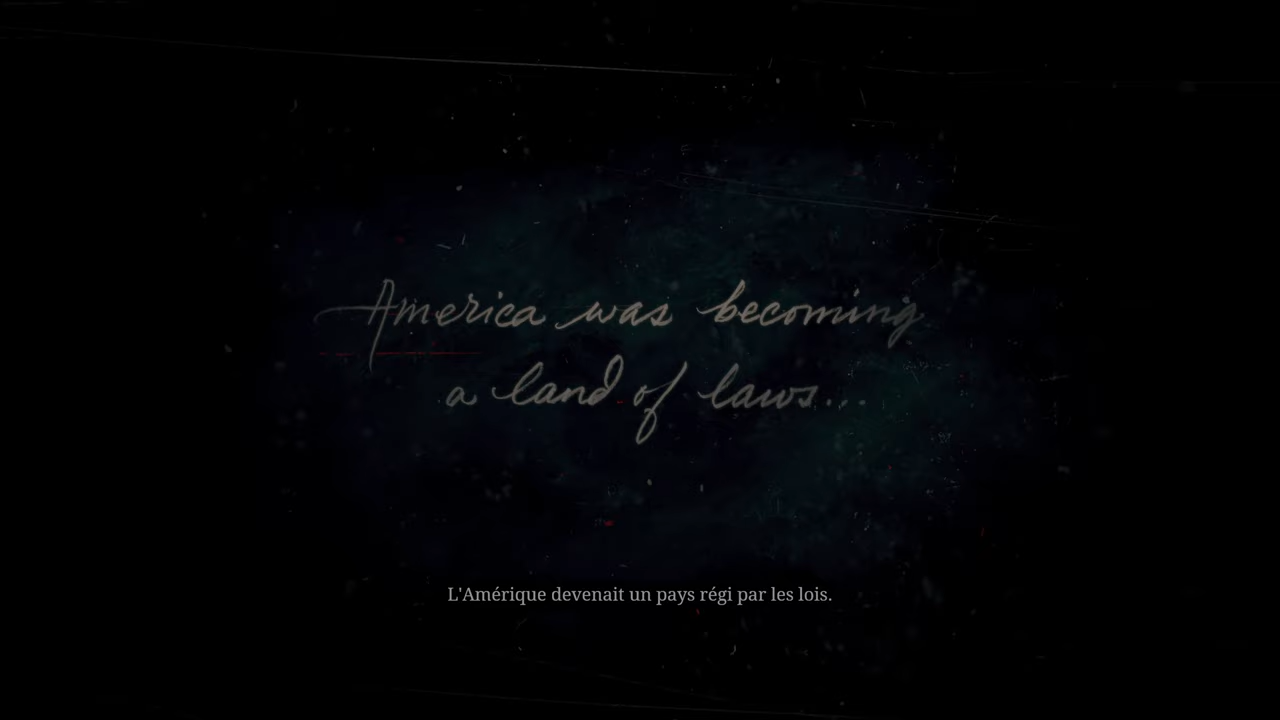 America was becoming
a land of laws...
L'Amérique devenait un pays régi par les lois.